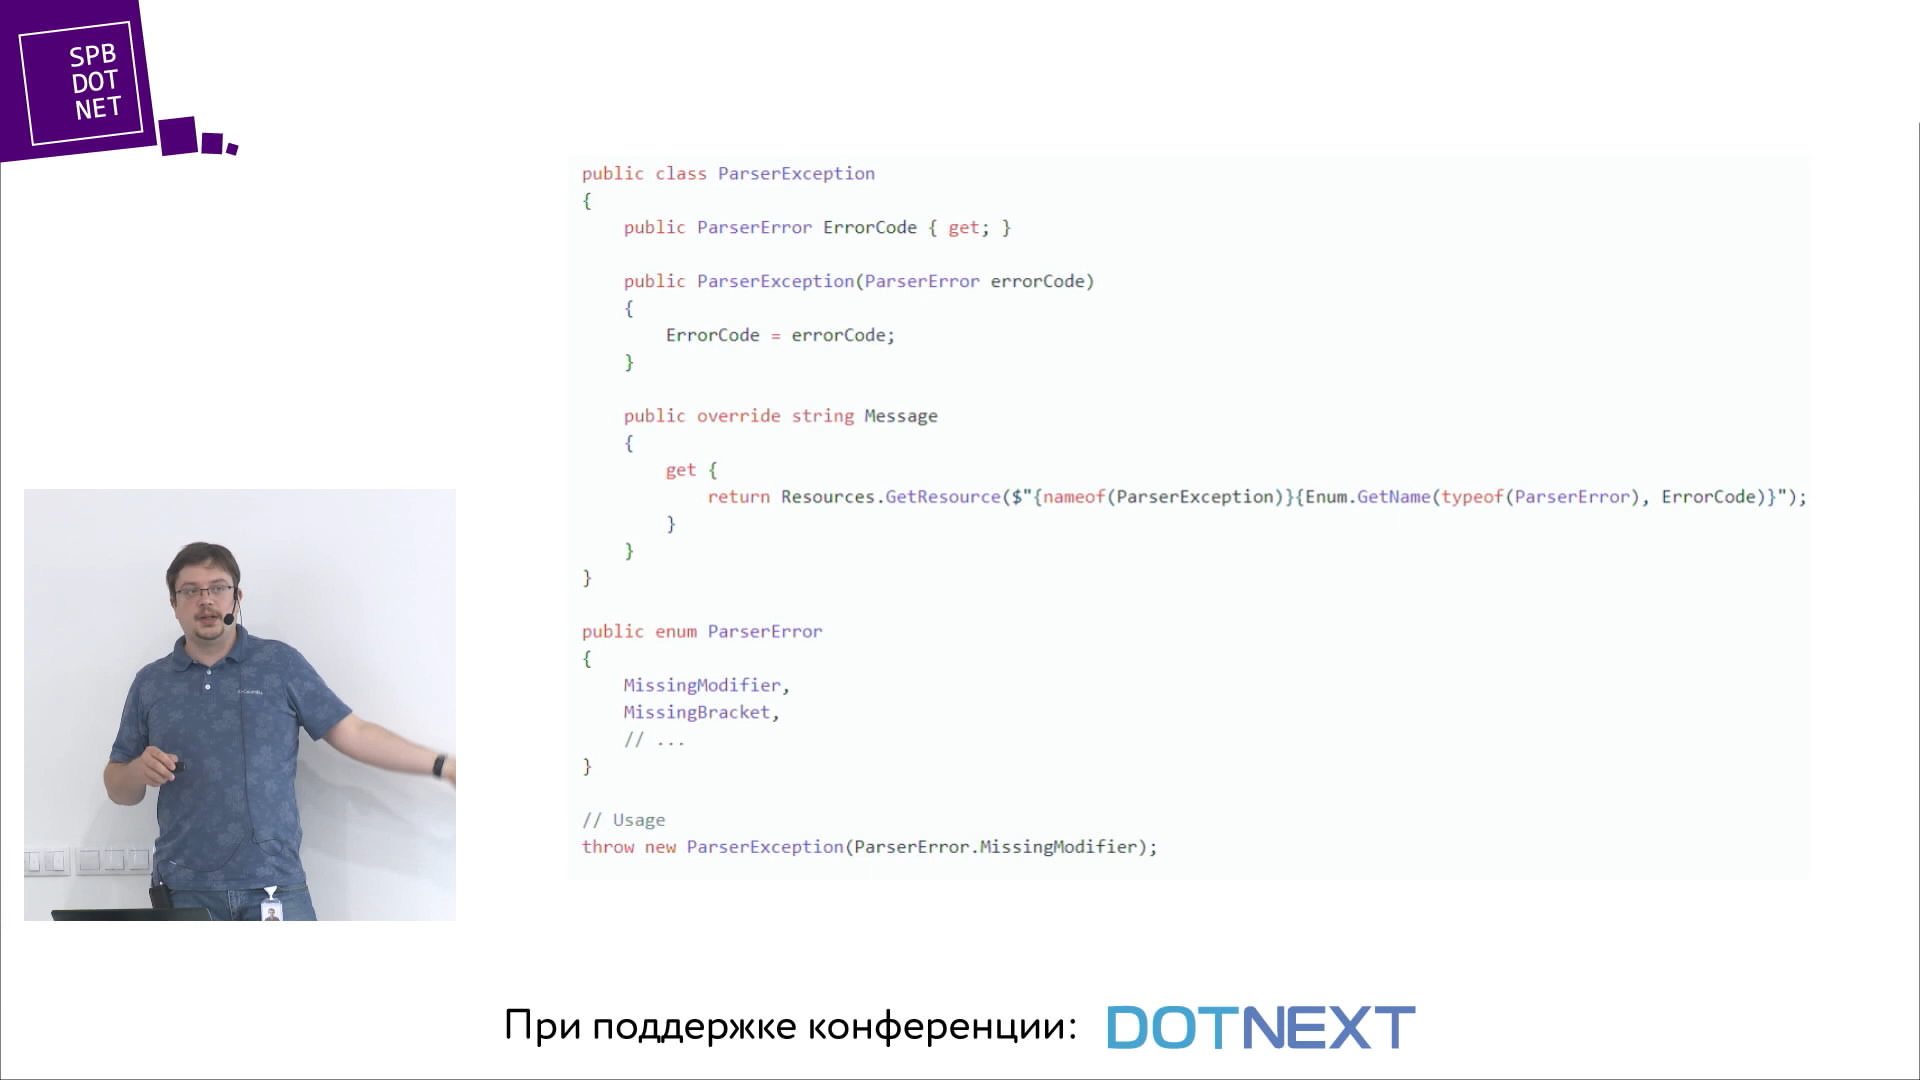 SPB
DOT
NET
public class ParserException
{
    public ParserError ErrorCode { get; }
    public ParserException(ParserError errorCode)
    {
        ErrorCode = errorCode;
    }
    public override string Message
    {
        get {
            return Resources.GetResource($"{nameof(ParserException)}{Enum.GetName(typeof(ParserError), ErrorCode)}");
        }
    }
}
public enum ParserError
{
    MissingModifier,
    MissingBracket,
    // ...
}
// Usage
throw new ParserException(ParserError.MissingModifier);
При поддержке конференции: DOTNEXT